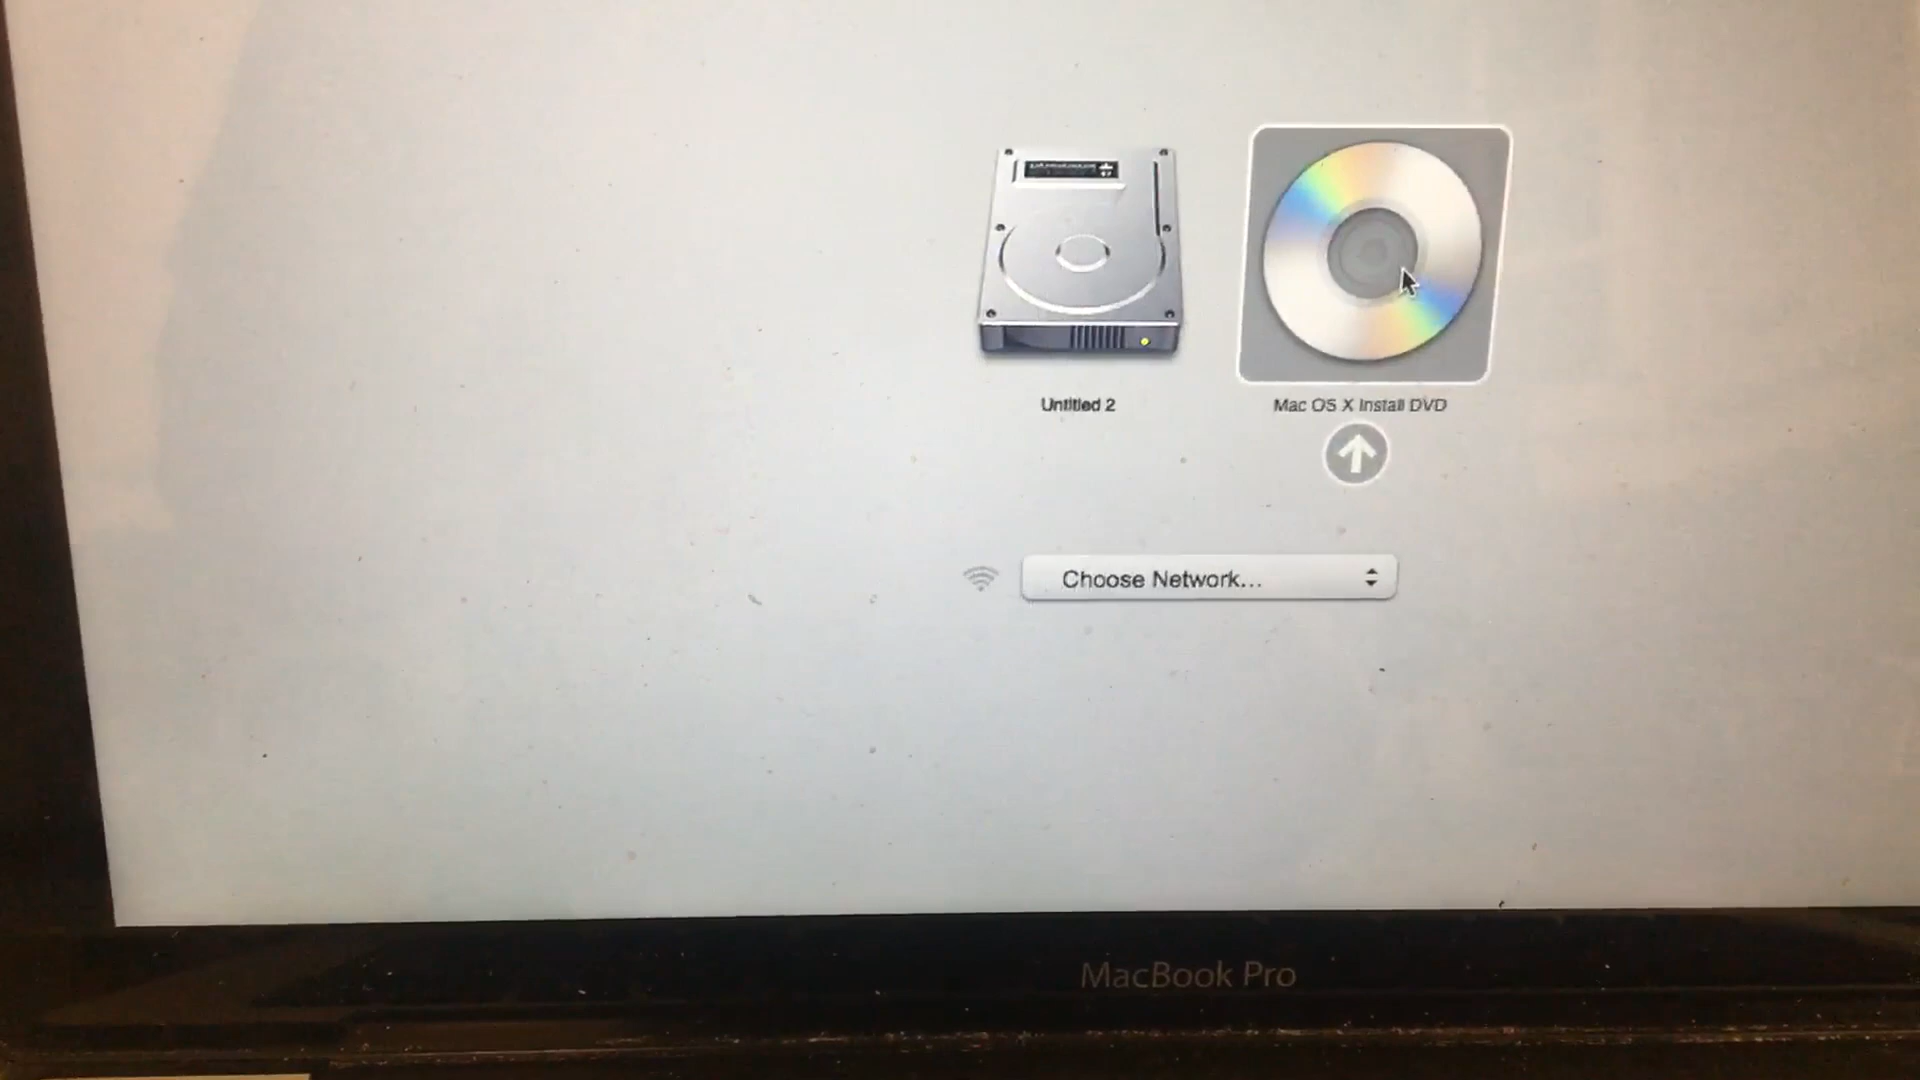 Untitled 2
Mac OS X Install DVD
Choose Network...
MacBook Pro